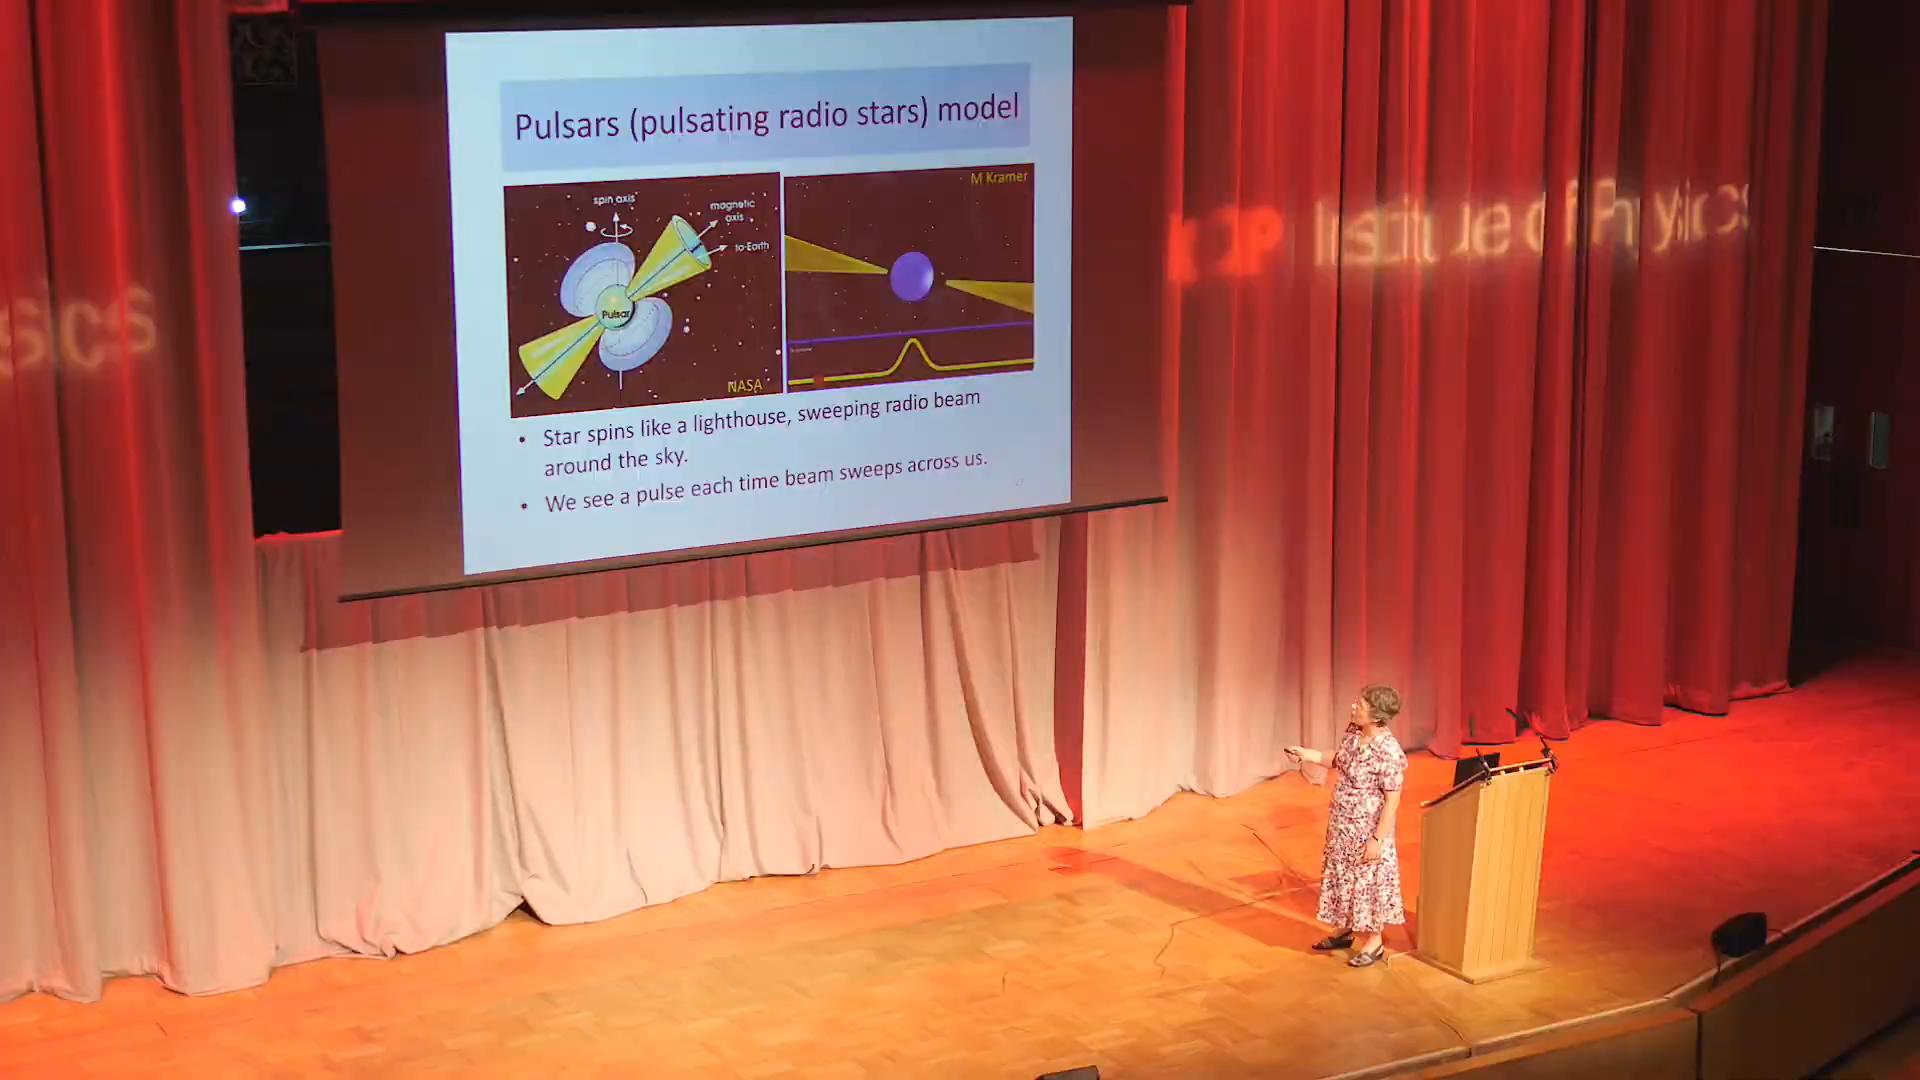 Pulsars (pulsating radio stars) model
M Kramer
spin axis
magnetic
axis
to Earth
Pulsar
NASA
• Star spins like a lighthouse, sweeping radio beam
around the sky.
• We see a pulse each time beam sweeps across us.
IOP Institute of Physics
sics